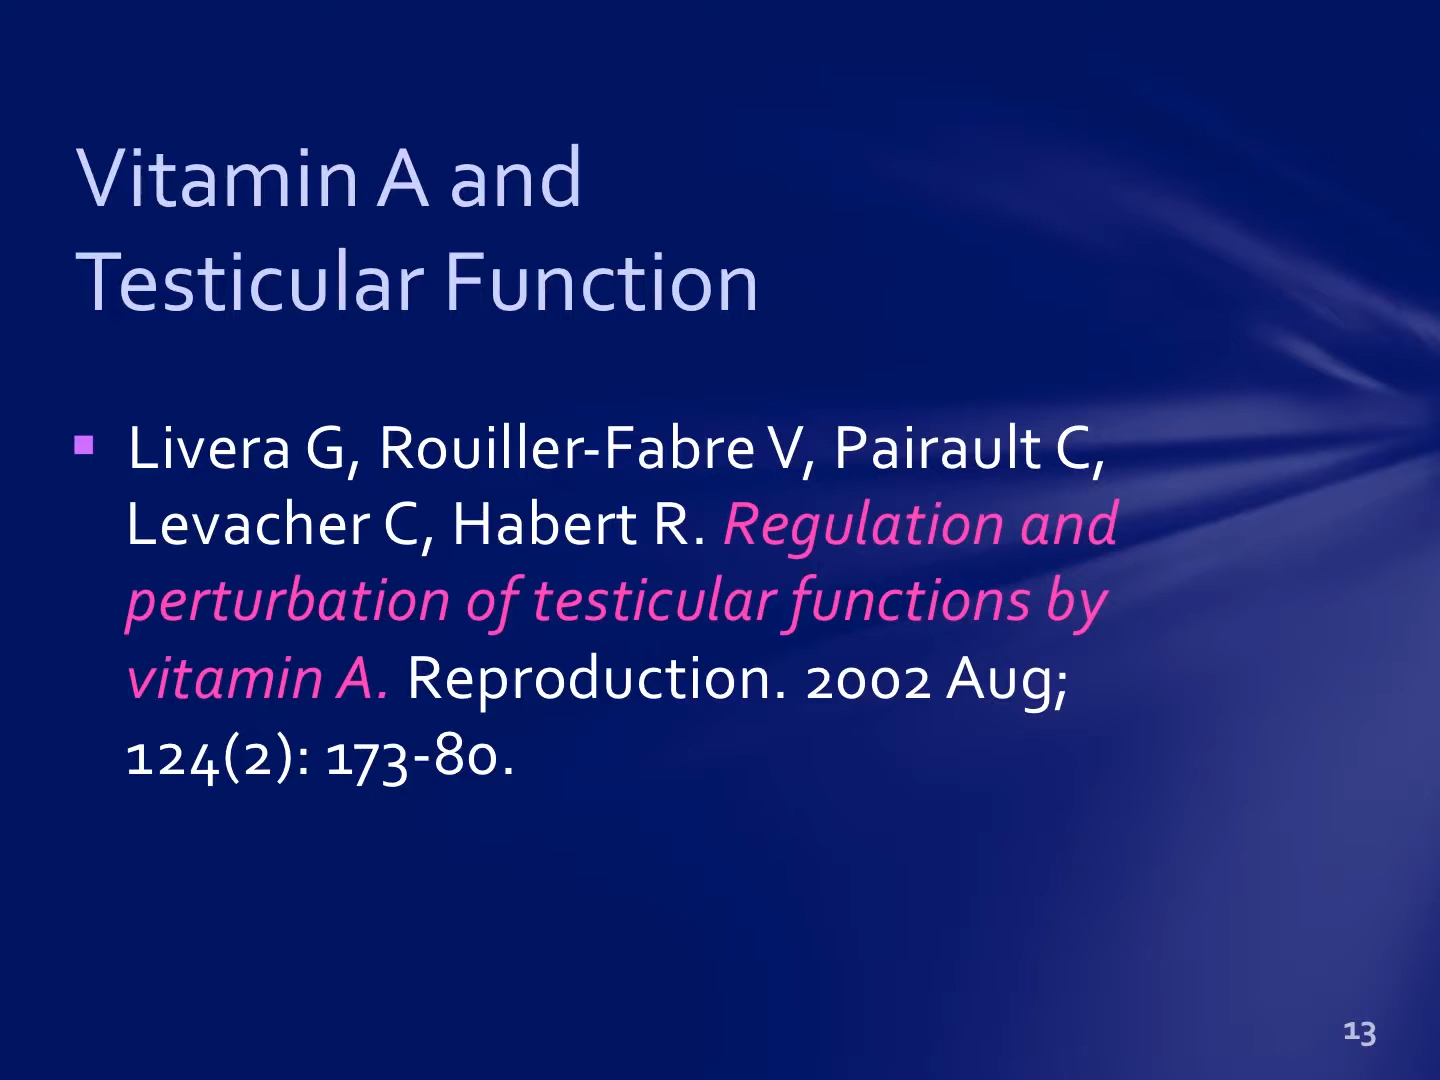 Vitamin A and
Testicular Function
▪ Livera G, Rouiller-Fabre V, Pairault C,
Levacher C, Habert R. Regulation and
perturbation of testicular functions by
vitamin A. Reproduction. 2002 Aug;
124(2): 173-80.
13